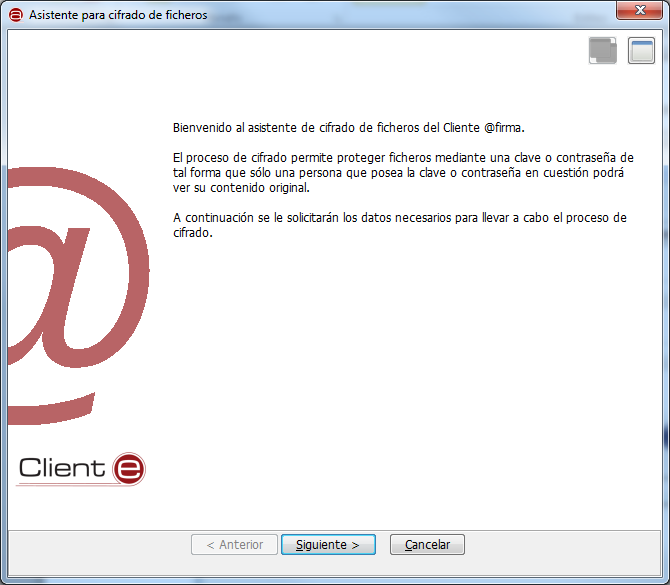 Asistente para cifrado de ficheros
Bienvenido al asistente de cifrado de ficheros del Cliente @firma.
El proceso de cifrado permite proteger ficheros mediante una clave o contraseña de
tal forma que sólo una persona que posea la clave o contraseña en cuestión podrá
ver su contenido original.
A continuación se le solicitarán los datos necesarios para llevar a cabo el proceso de
cifrado.
@
Client e
< Anterior
Siguiente >
Cancelar